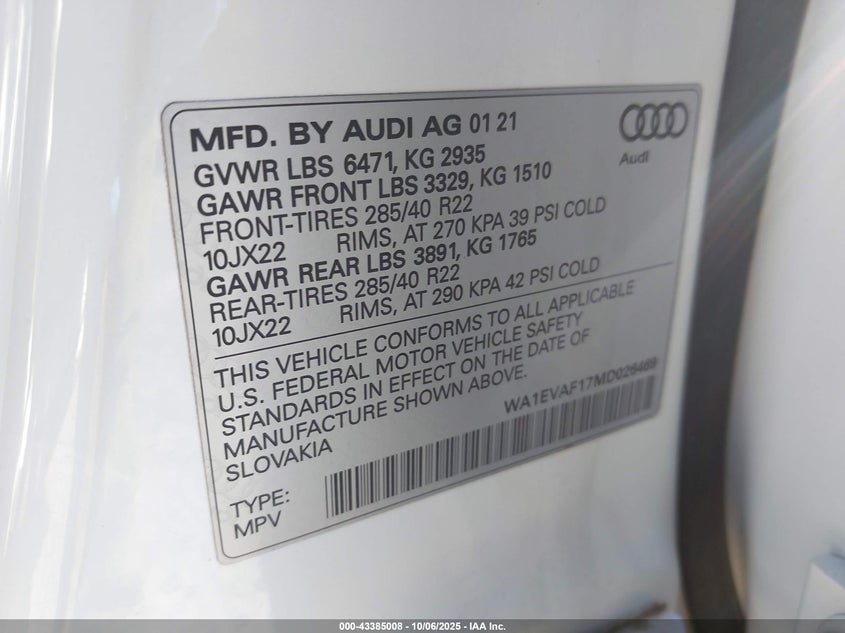 MFD. BY AUDI AG 01 21
Audi
GVWR LBS 6471, KG 2935
GAWR FRONT LBS 3329, KG 1510
FRONT-TIRES 285/40 R22
10JX22 RIMS, AT 270 KPA 39 PSI COLD
GAWR REAR LBS 3891, KG 1765
REAR-TIRES 285/40 R22
10JX22 RIMS, AT 290 KPA 42 PSI COLD
THIS VEHICLE CONFORMS TO ALL APPLICABLE
U.S. FEDERAL MOTOR VEHICLE SAFETY
STANDARDS IN EFFECT ON THE DATE OF
MANUFACTURE SHOWN ABOVE.
SLOVAKIA
WA1EVAF17MD026469
TYPE:
MPV
000-43385008 - 10/06/2025 - IAA Inc.